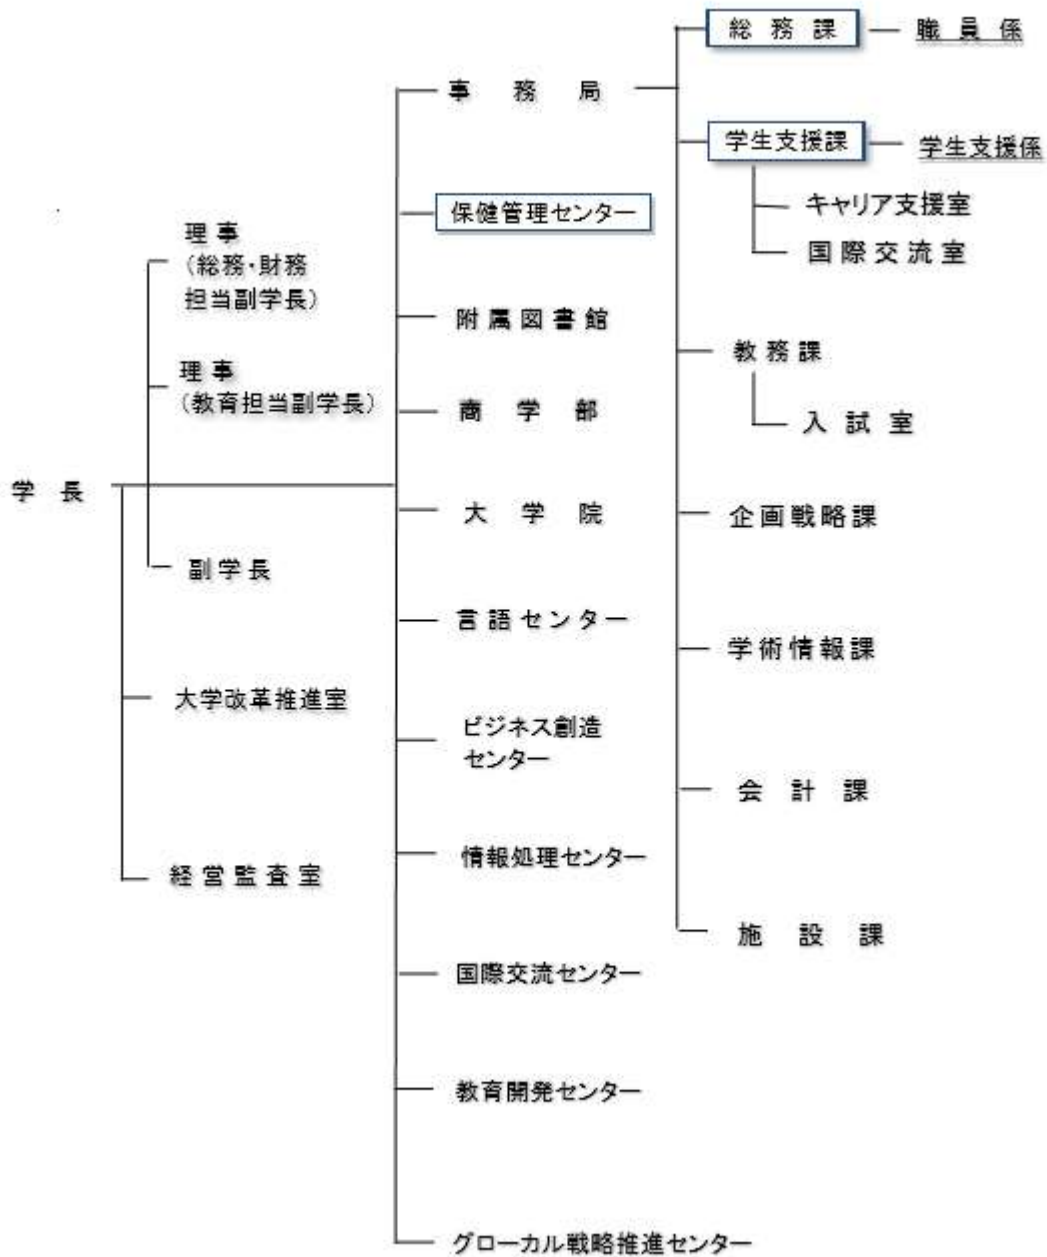 学長
理事
（総務・財務
担当副学長）
理事
（教育担当副学長）
副学長
大学改革推進室
経営監査室
事務局
保健管理センター
附属図書館
商学部
大学院
言語センター
ビジネス創造
センター
情報処理センター
国際交流センター
教育開発センター
グローカル戦略推進センター
総務課
職員係
学生支援課
学生支援係
キャリア支援室
国際交流室
教務課
入試室
企画戦略課
学術情報課
会計課
施設課